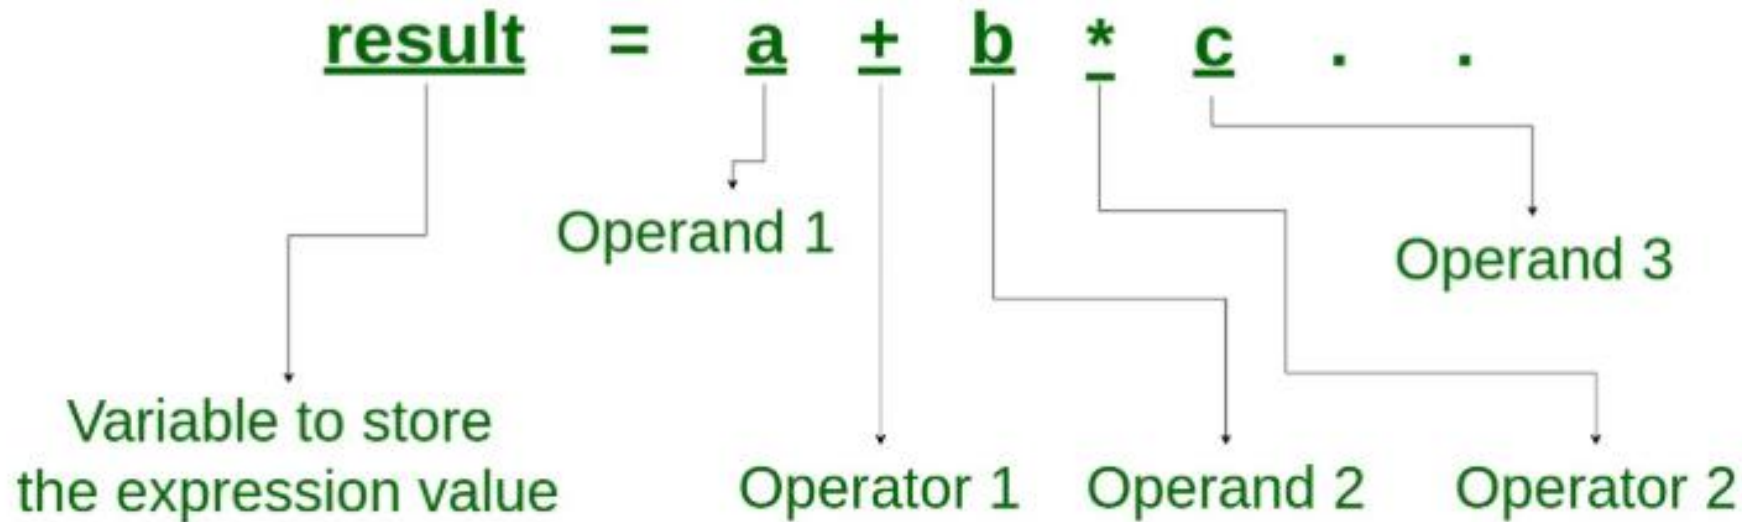 result = a + b * c . .
Operand 1
Operand 3
Variable to store
the expression value
Operator 1 Operand 2 Operator 2